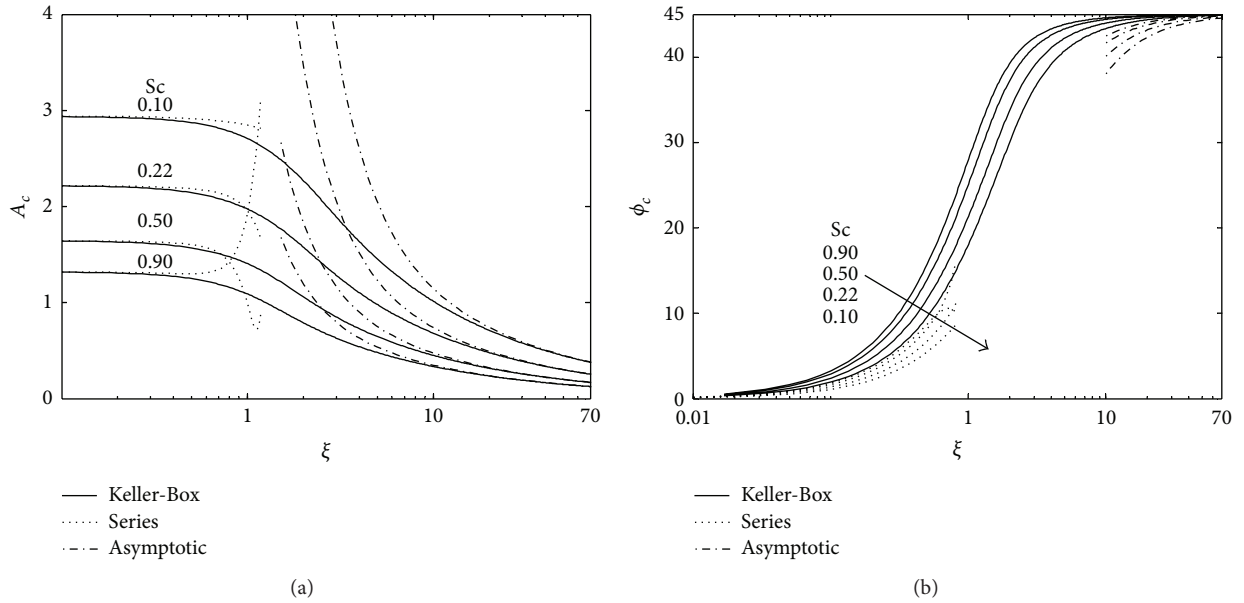 4
3
2
1
0
A_c
Sc
0.10
0.22
0.50
0.90
1
10
70
ξ
Keller-Box
Series
Asymptotic
(a)
45
40
30
20
10
0
ϕ_c
Sc
0.90
0.50
0.22
0.10
0.01
1
10
70
ξ
Keller-Box
Series
Asymptotic
(b)